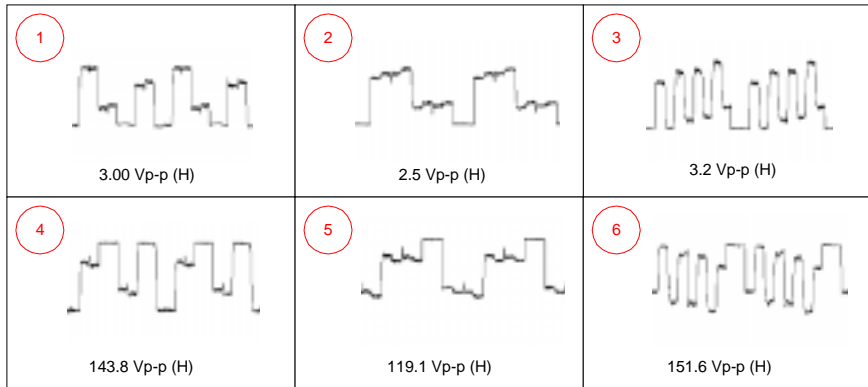 1
2
3
3.00 Vp-p (H)
2.5 Vp-p (H)
3.2 Vp-p (H)
4
5
6
143.8 Vp-p (H)
119.1 Vp-p (H)
151.6 Vp-p (H)